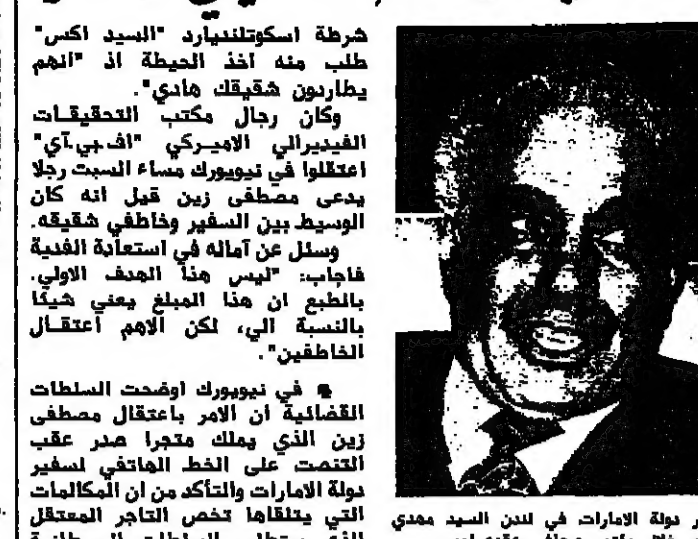 شرطة اسكوتلنديارد "السيد اكس"
طلب منه اخذ الحيطة اذ "انهم
يطاردون شقيقك هادي".
وكان رجال مكتب التحقيقات
الفيديرالي الاميركي "اف.بي.آي"
اعتقلوا في نيويورك مساء السبت رجلا
يدعى مصطفى زين قيل انه كان
الوسيط بين السفير وخاطفي شقيقه.
وسئل عن آماله في استعادة الفدية
فاجاب: "ليس هذا الهدف الاولي.
بالطبع ان هذا المبلغ يعني شيئا
بالنسبة الي، لكن الاهم اعتقال
الخاطفين".
● في نيويورك اوضحت السلطات
القضائية ان الامر باعتقال مصطفى
زين الذي يملك متجرا صدر عقب
التنصت على الخط الهاتفي لسفير
دولة الامارات والتأكد من ان المكالمات
التي يتلقاها تخص التاجر المعتقل
دولة الامارات في لندن السيد مهدي